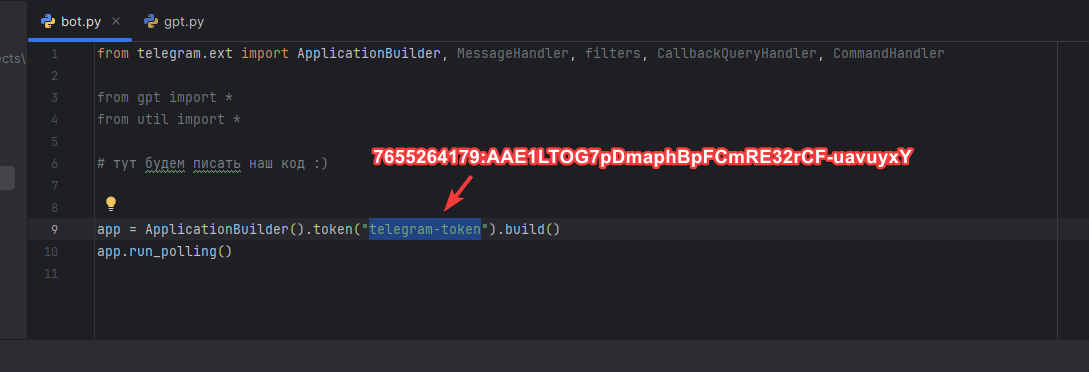 bot.py
gpt.py
ects\
1 from telegram.ext import ApplicationBuilder, MessageHandler, filters, CallbackQueryHandler, CommandHandler
2
3 from gpt import *
4 from util import *
5
6 # тут будем писать наш код :)
7655264179:AAE1LTOG7pDmaphBpFCmRE32rCF-uavuyxY
7
8
9 app = ApplicationBuilder().token("telegram-token").build()
10 app.run_polling()
11